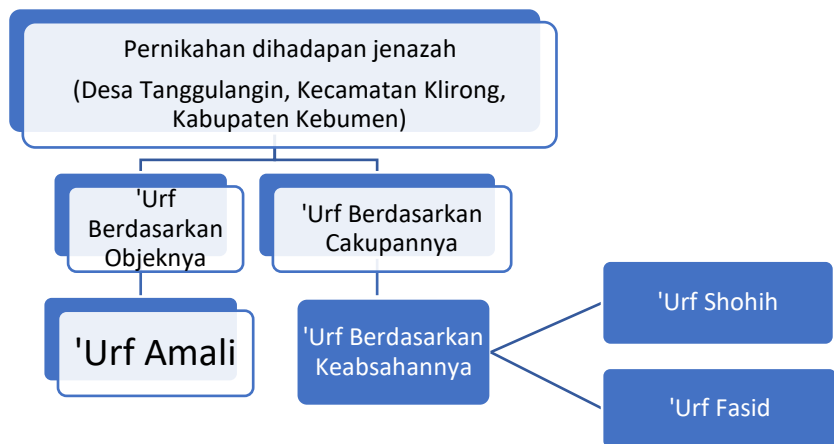 Pernikahan dihadapan jenazah
(Desa Tanggulangin, Kecamatan Klirong,
Kabupaten Kebumen)
'Urf
Berdasarkan
Objeknya
'Urf Berdasarkan
Cakupannya
'Urf Amali
'Urf Berdasarkan
Keabsahannya
'Urf Shohih
'Urf Fasid